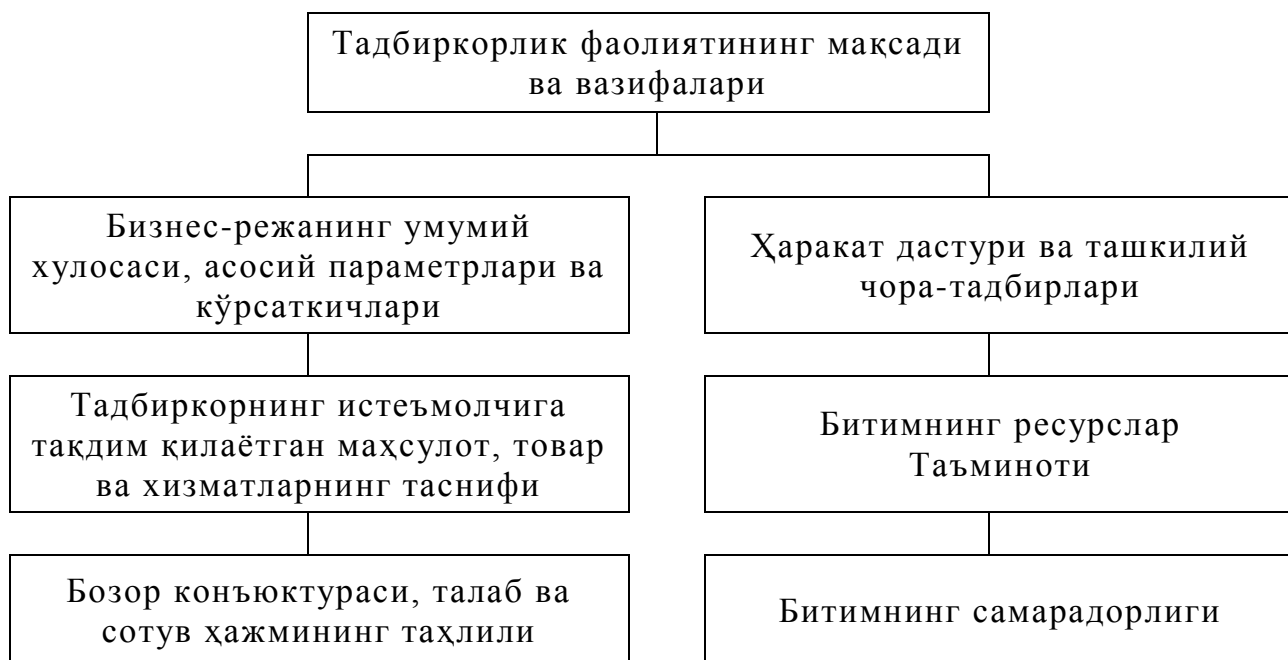 Тадбиркорлик фаолиятининг мақсади
ва вазифалари
Бизнес-режанинг умумий
хулосаси, асосий параметрлари ва
кўрсаткичлари
Тадбиркорнинг истеъмолчига
тақдим қилаётган маҳсулот, товар
ва хизматларнинг таснифи
Бозор конъюктураси, талаб ва
сотув ҳажмининг таҳлили
Ҳаракат дастури ва ташкилий
чора-тадбирлари
Битимнинг ресурслар
Таъминоти
Битимнинг самарадорлиги